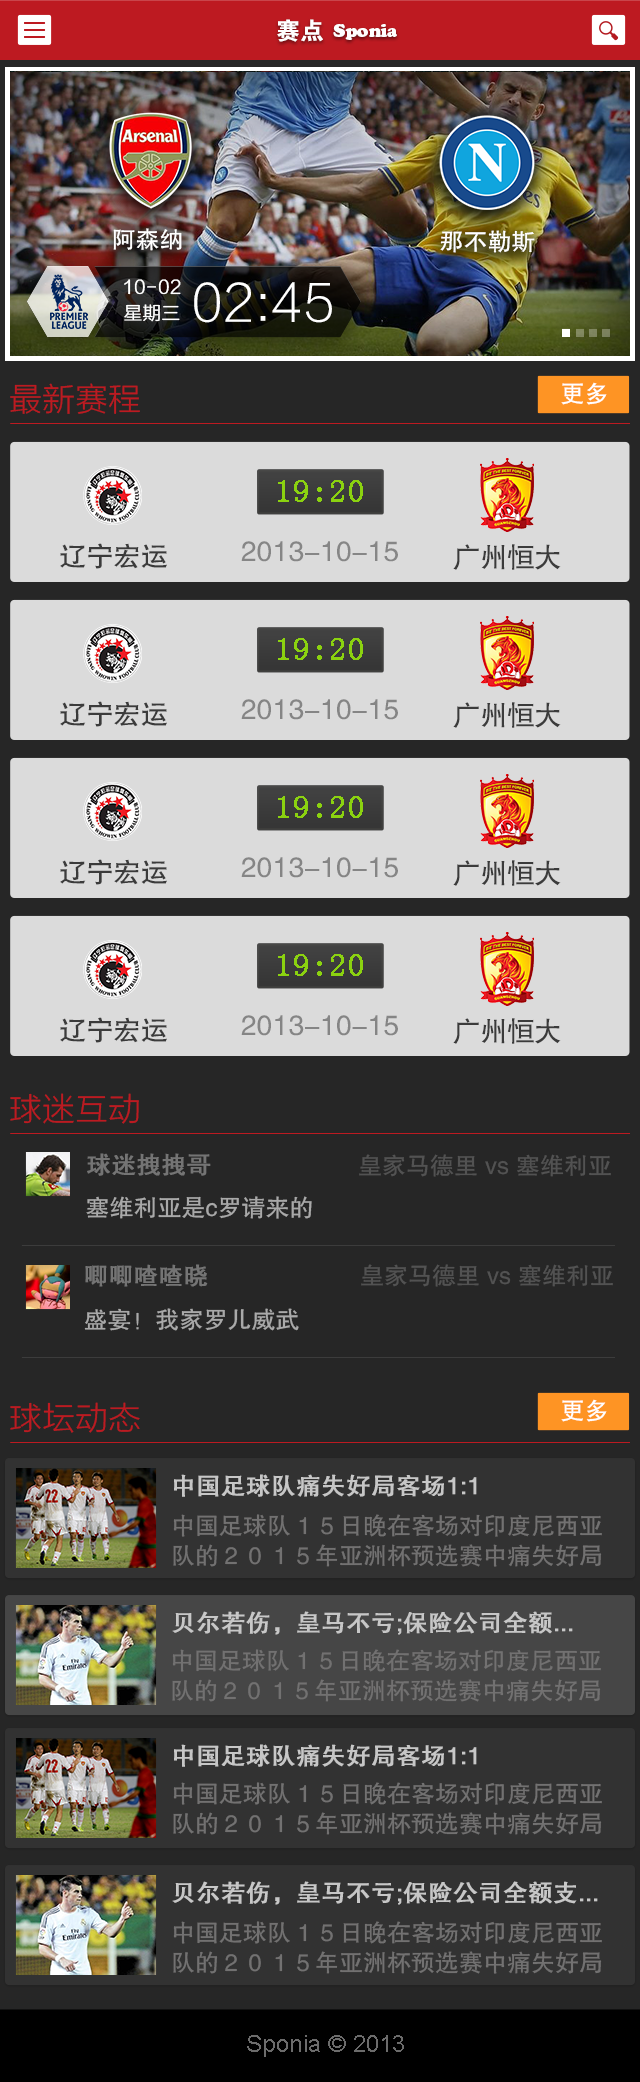 赛点 Sponia
Arsenal
N
阿森纳
那不勒斯
PREMIER
LEAGUE
10-02
星期三
02:45
最新赛程
更多
19:20
辽宁宏运
2013-10-15
广州恒大
19:20
辽宁宏运
2013-10-15
广州恒大
19:20
辽宁宏运
2013-10-15
广州恒大
19:20
辽宁宏运
2013-10-15
广州恒大
球迷互动
球迷拽拽哥
皇家马德里 vs 塞维利亚
塞维利亚是c罗请来的
唧唧喳喳晓
皇家马德里 vs 塞维利亚
盛宴！我家罗儿威武
球坛动态
更多
中国足球队痛失好局客场1:1
中国足球队１５日晚在客场对印度尼西亚
队的２０１５年亚洲杯预选赛中痛失好局
贝尔若伤，皇马不亏;保险公司全额...
中国足球队１５日晚在客场对印度尼西亚
队的２０１５年亚洲杯预选赛中痛失好局
中国足球队痛失好局客场1:1
中国足球队１５日晚在客场对印度尼西亚
队的２０１５年亚洲杯预选赛中痛失好局
贝尔若伤，皇马不亏;保险公司全额支...
中国足球队１５日晚在客场对印度尼西亚
队的２０１５年亚洲杯预选赛中痛失好局
Sponia © 2013